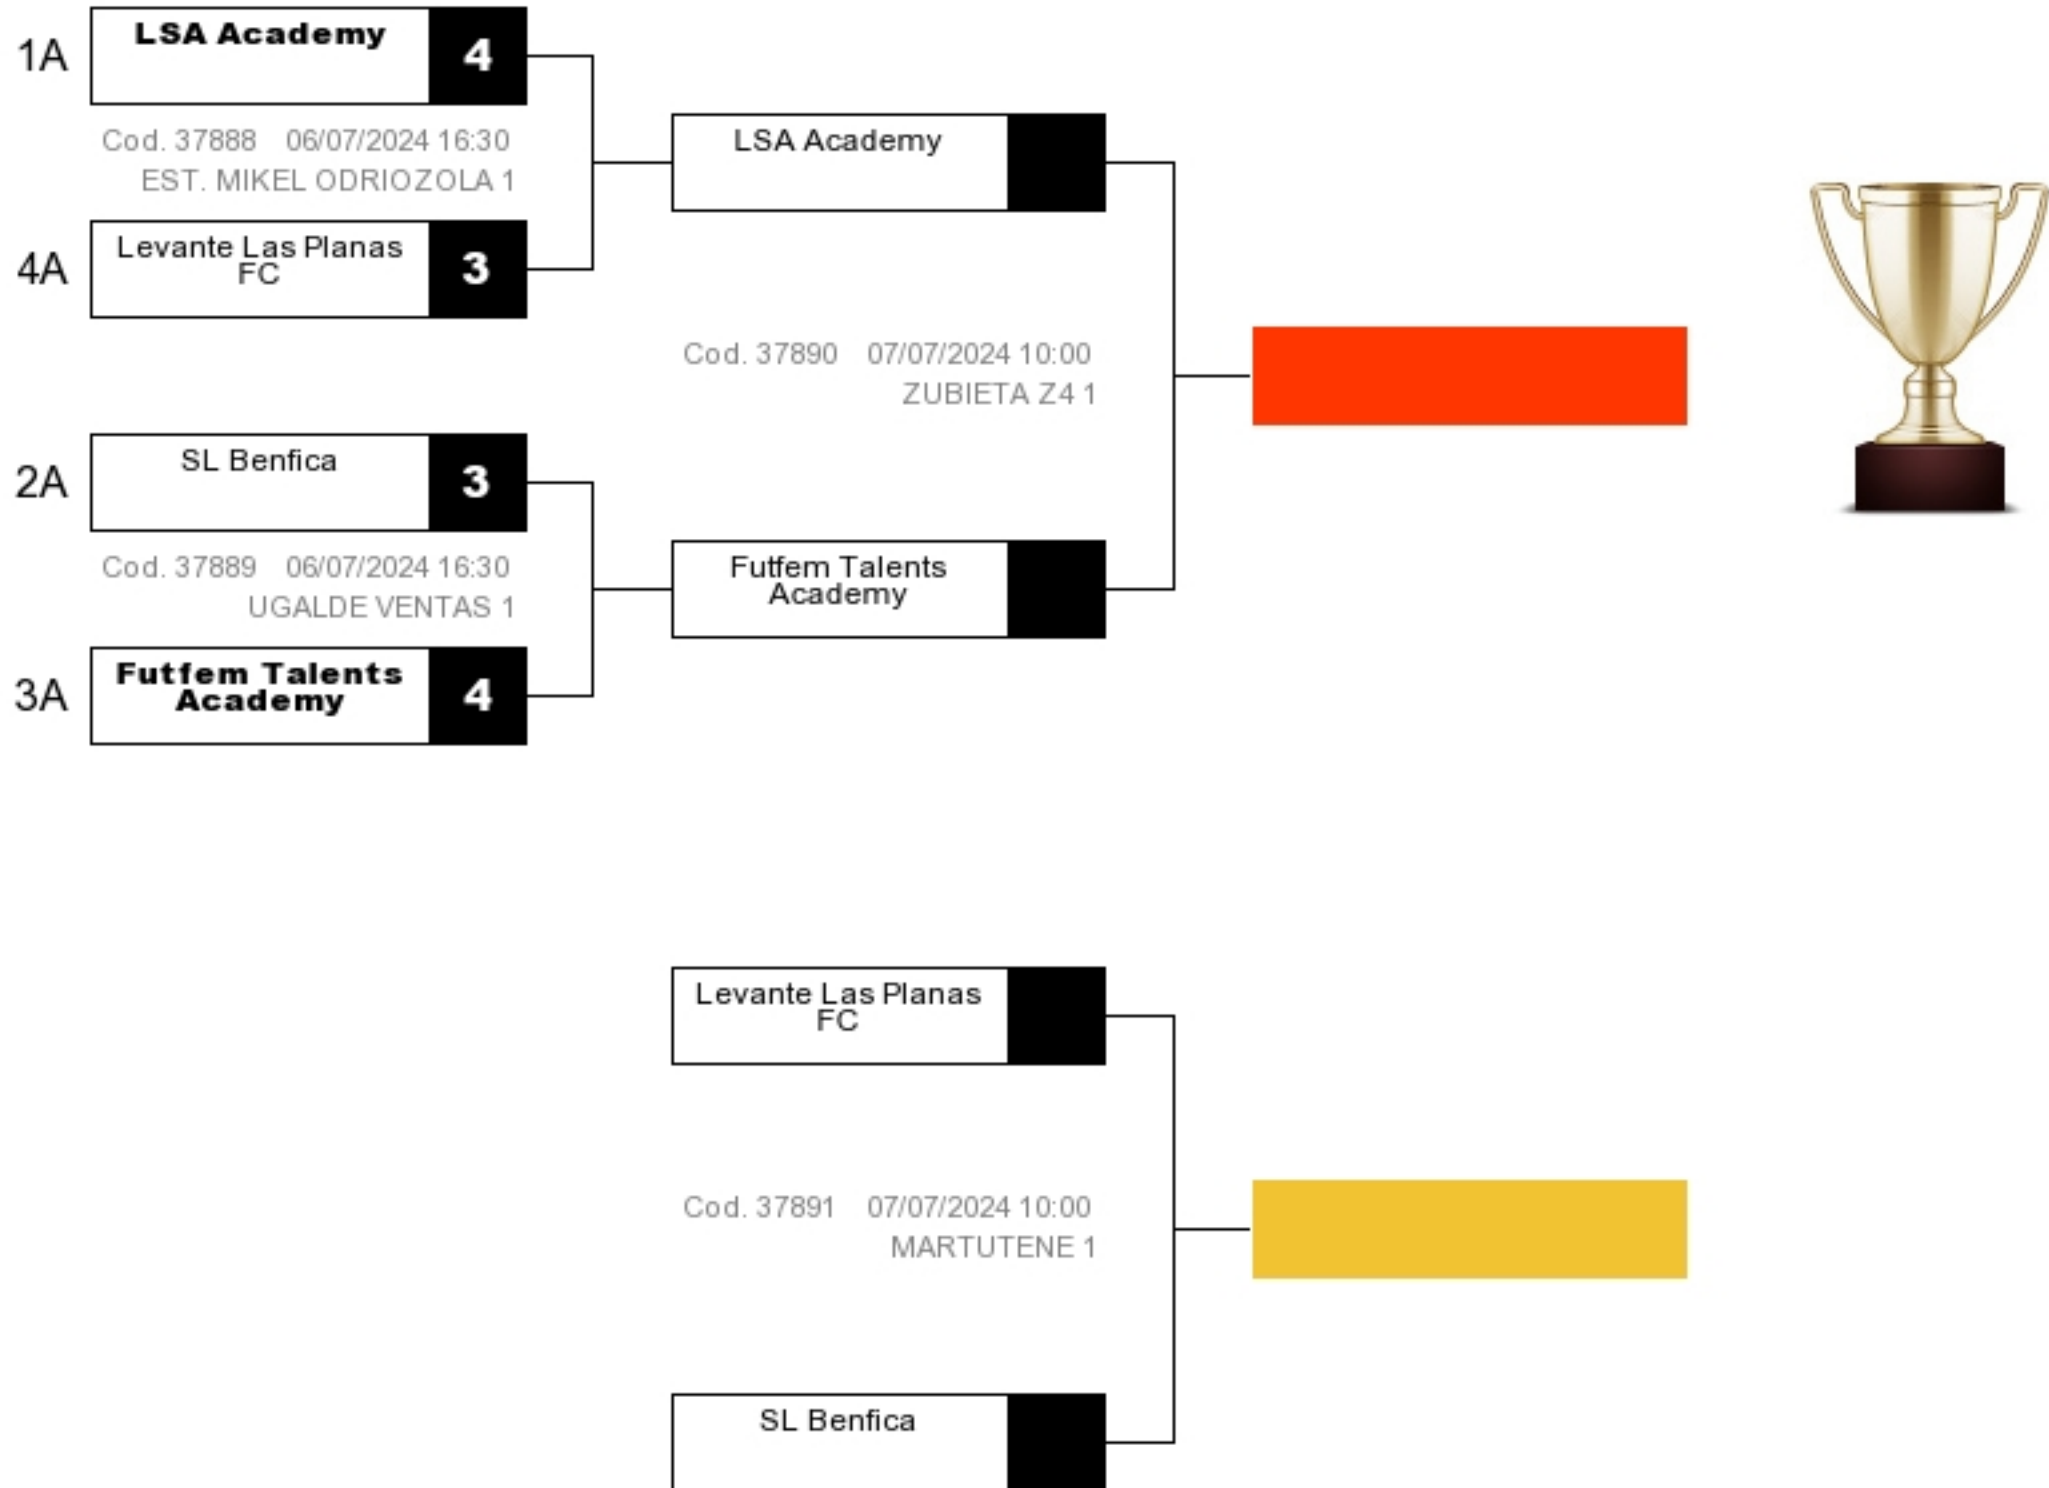 1A
LSA Academy 4
Cod. 37888 06/07/2024 16:30
EST. MIKEL ODRIOZOLA 1
4A
Levante Las Planas
FC
3
2A
SL Benfica 3
Cod. 37889 06/07/2024 16:30
UGALDE VENTAS 1
3A
Futfem Talents
Academy
4
LSA Academy
Cod. 37890 07/07/2024 10:00
ZUBIETA Z4 1
Futfem Talents
Academy
Levante Las Planas
FC
Cod. 37891 07/07/2024 10:00
MARTUTENE 1
SL Benfica